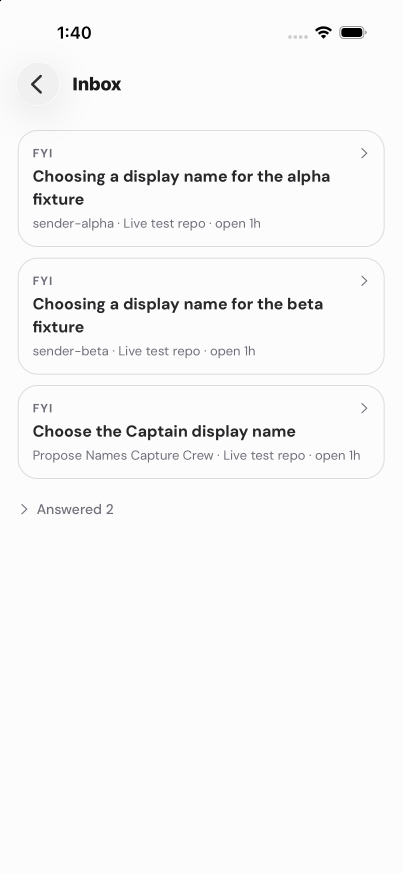 1:40
Inbox
FYI
Choosing a display name for the alpha
fixture
sender-alpha · Live test repo · open 1h
FYI
Choosing a display name for the beta
fixture
sender-beta · Live test repo · open 1h
FYI
Choose the Captain display name
Propose Names Capture Crew · Live test repo · open 1h
Answered 2